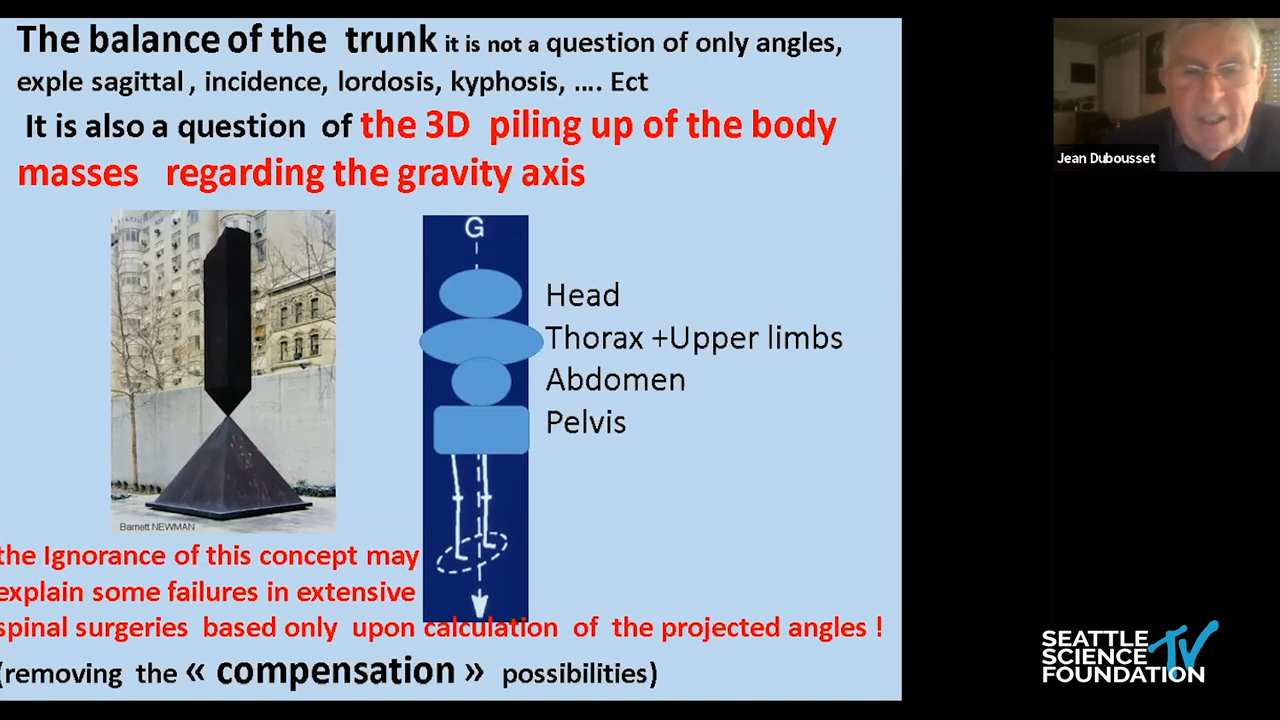 The balance of the trunk it is not a question of only angles,
exple sagittal , incidence, lordosis, kyphosis, .... Ect
It is also a question of the 3D piling up of the body
masses regarding the gravity axis
G
Head
Thorax +Upper limbs
Abdomen
Pelvis
Barnett NEWMAN
the Ignorance of this concept may
explain some failures in extensive
spinal surgeries based only upon calculation of the projected angles !
(removing the « compensation » possibilities)
Jean Dubousset
SEATTLE
SCIENCE TV
FOUNDATION